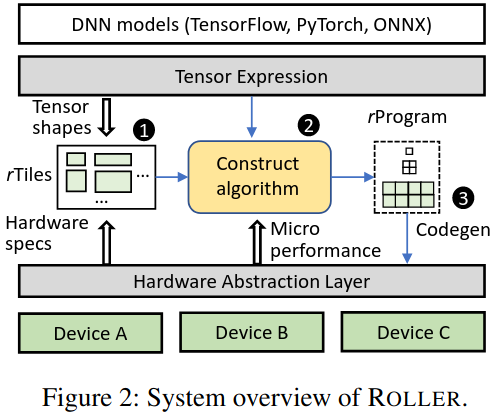 DNN models (TensorFlow, PyTorch, ONNX)
Tensor Expression
Tensor
shapes
1
2
rProgram
rTiles
...
...
Construct
algorithm
3
Hardware
specs
Micro
performance
Codegen
Hardware Abstraction Layer
Device A
Device B
Device C
Figure 2: System overview of ROLLER.